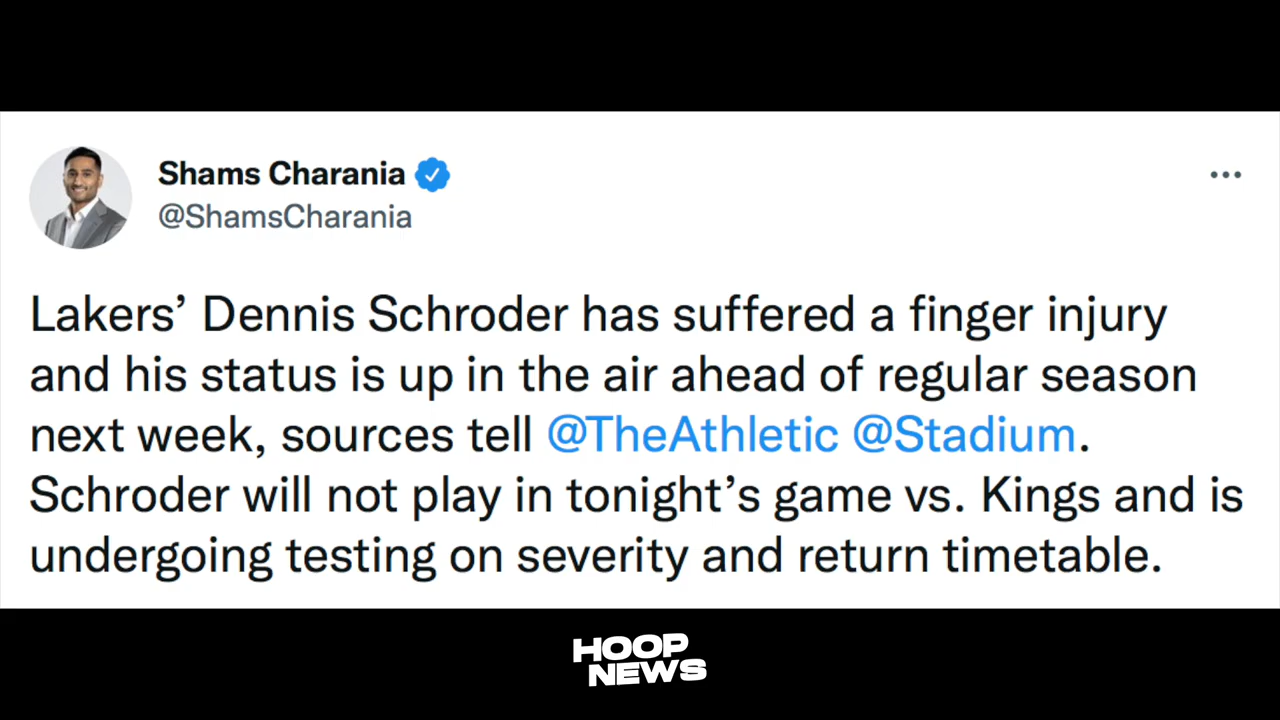 Shams Charania
@ShamsCharania
Lakers’ Dennis Schroder has suffered a finger injury
and his status is up in the air ahead of regular season
next week, sources tell @TheAthletic @Stadium.
Schroder will not play in tonight’s game vs. Kings and is
undergoing testing on severity and return timetable.
HOOP
NEWS